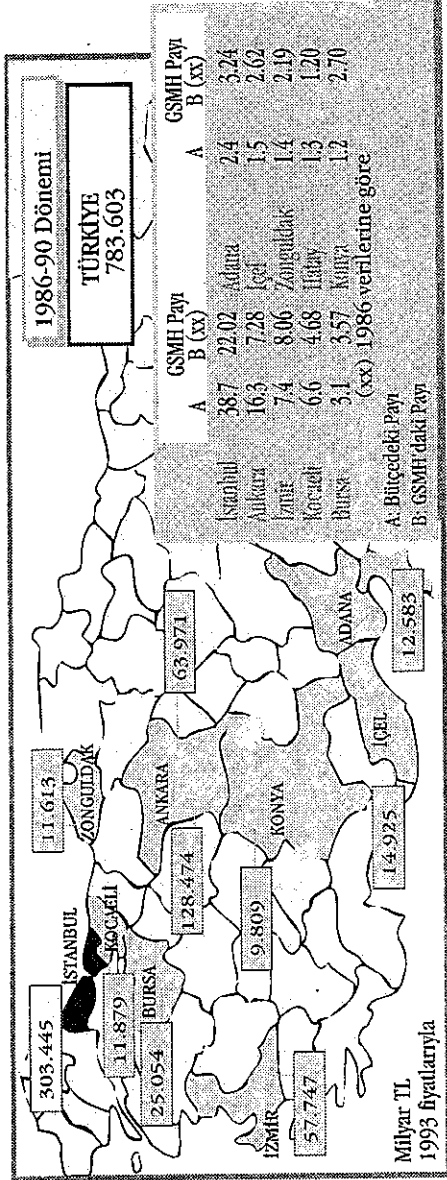 1986-90 Dönemi
TÜRKİYE
783.603
GSMH Payı GSMH Payı
A B (xx) A B (xx)
İstanbul 38.7 22.02 Adana 2.4 3.24
Ankara 16.3 7.28 İçel 1.5 2.62
İzmir 7.4 8.06 Zonguldak 1.4 2.19
Kocaeli 6.6 4.68 Hatay 1.3 1.20
Bursa 3.1 3.57 Konya 1.2 2.70
(xx) 1986 verilerine göre
A: Bütçedeki Payı
B: GSMH'daki Payı
303.445
İSTANBUL
11.613
ZONGULDAK
KOCAELİ
11.879
BURSA
25.054
ANKARA
128.474
63.971
9.809
KONYA
İZMİR
57.747
ADANA
İÇEL
12.583
14.925
Milyar TL
1993 fiyatlarıyla